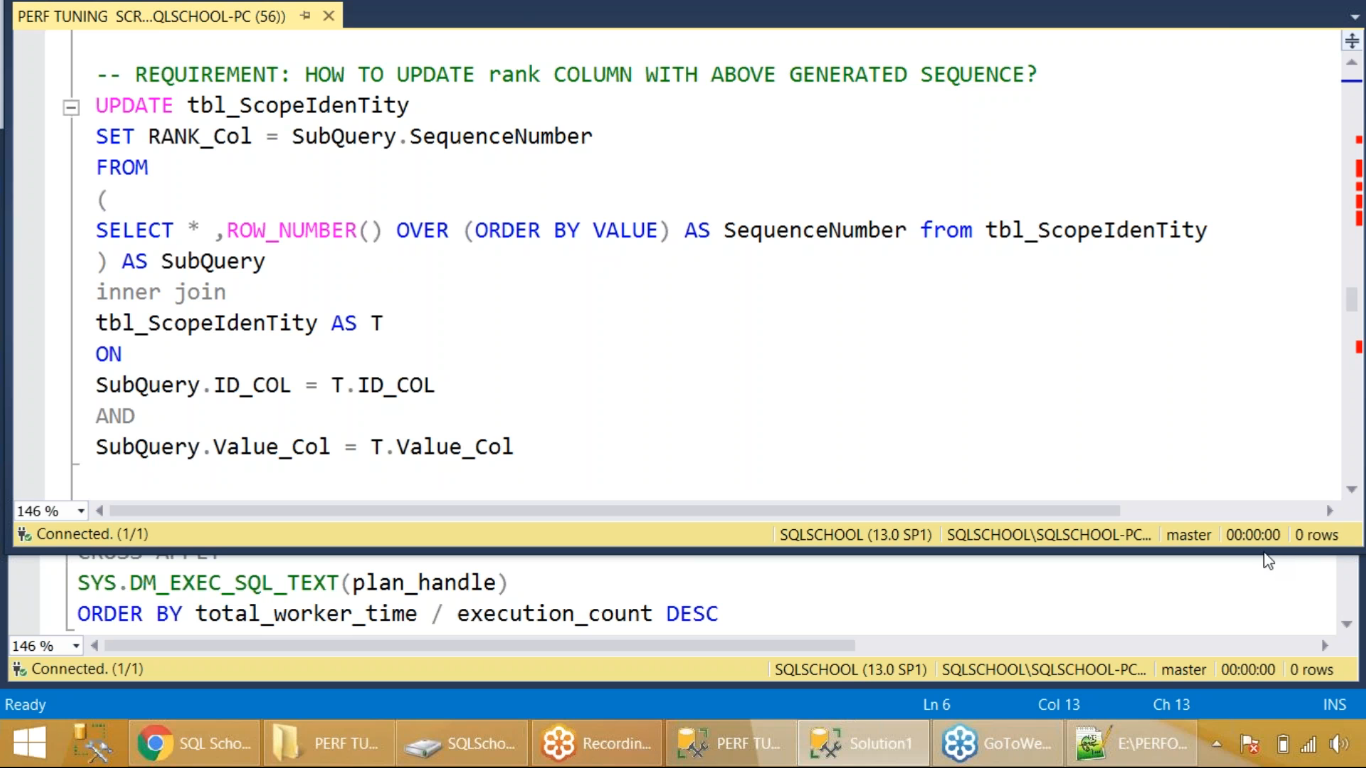 PERF TUNING SCR...QLSCHOOL-PC (56))
-- REQUIREMENT: HOW TO UPDATE rank COLUMN WITH ABOVE GENERATED SEQUENCE?
UPDATE tbl_ScopeIdenTity
SET RANK_Col = SubQuery.SequenceNumber
FROM
(
SELECT * ,ROW_NUMBER() OVER (ORDER BY VALUE) AS SequenceNumber from tbl_ScopeIdenTity
) AS SubQuery
inner join
tbl_ScopeIdenTity AS T
ON
SubQuery.ID_COL = T.ID_COL
AND
SubQuery.Value_Col = T.Value_Col
146 %
Connected. (1/1) SQLSCHOOL (13.0 SP1) SQLSCHOOL\SQLSCHOOL-PC... master 00:00:00 0 rows
CROSS APPLY
SYS.DM_EXEC_SQL_TEXT(plan_handle)
ORDER BY total_worker_time / execution_count DESC
146 %
Connected. (1/1) SQLSCHOOL (13.0 SP1) SQLSCHOOL\SQLSCHOOL-PC... master 00:00:00 0 rows
Ready Ln 6 Col 13 Ch 13 INS
SQL Scho... PERF TU... SQLScho... Recordin... PERF TU... Solution1 GoToWe... E:\PERFO...